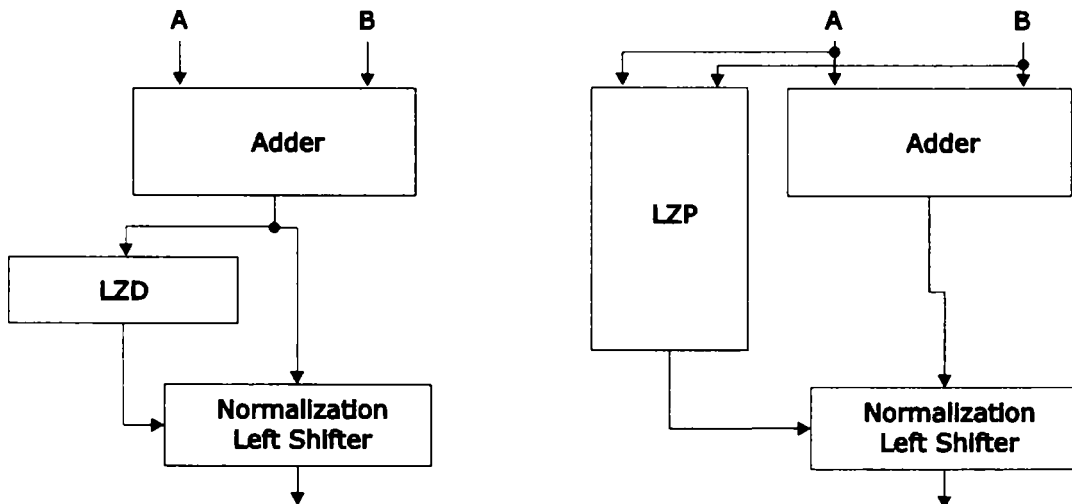 A
B
Adder
LZD
Normalization
Left Shifter
A
B
LZP
Adder
Normalization
Left Shifter